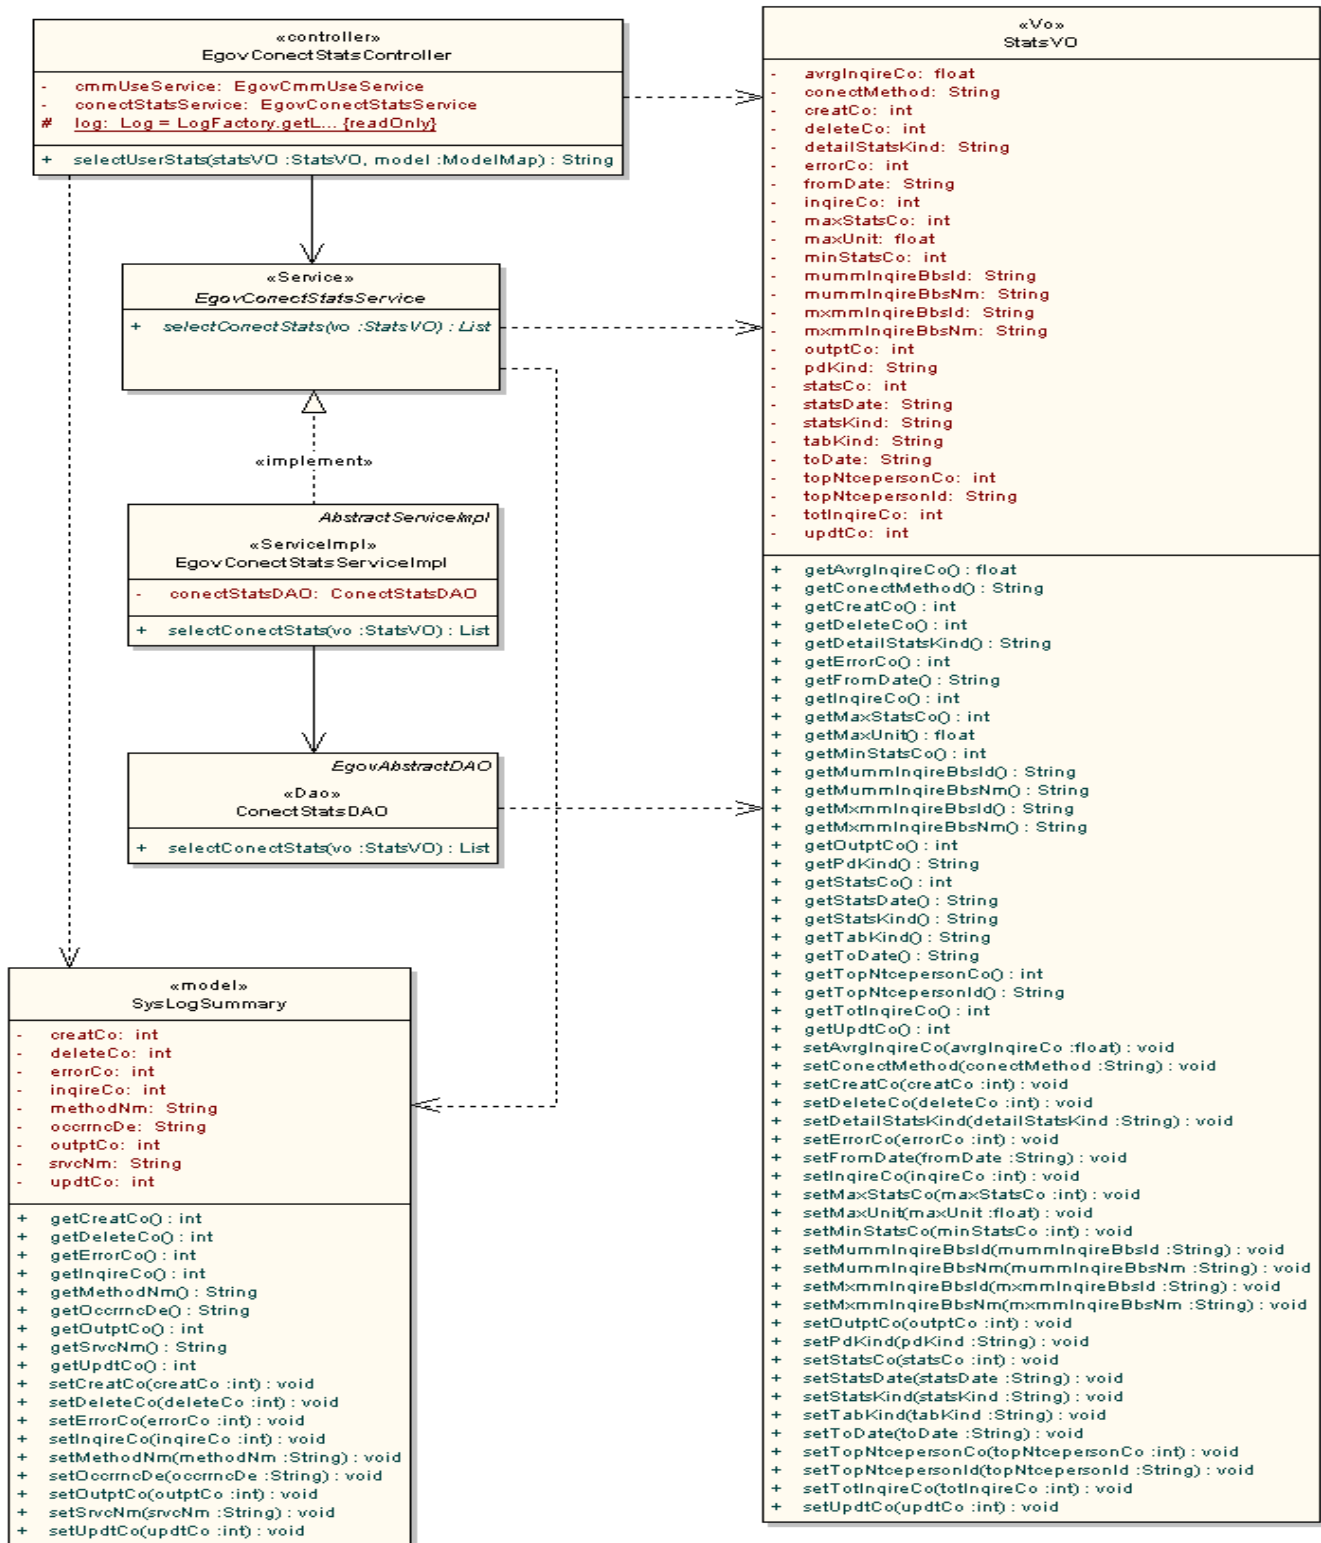 «controller»
EgovConectStatsController
- cmmUseService: EgovCmmUseService
- conectStatsService: EgovConectStatsService
# log: Log = LogFactory.getL... {readOnly}
+ selectUserStats(statsVO :StatsVO, model :ModelMap) : String
«Service»
EgovConectStatsService
+ selectConectStats(vo :StatsVO) : List
«implement»
AbstractServiceImpl
«ServiceImpl»
EgovConectStatsServiceImpl
- conectStatsDAO: ConectStatsDAO
+ selectConectStats(vo :StatsVO) : List
EgovAbstractDAO
«Dao»
ConectStatsDAO
+ selectConectStats(vo :StatsVO) : List
«model»
SysLogSummary
- creatCo: int
- deleteCo: int
- errorCo: int
- inqireCo: int
- methodNm: String
- occrrncDe: String
- outptCo: int
- srvcNm: String
- updtCo: int
+ getCreatCo() : int
+ getDeleteCo() : int
+ getErrorCo() : int
+ getInqireCo() : int
+ getMethodNm() : String
+ getOccrrncDe() : String
+ getOutptCo() : int
+ getSrvcNm() : String
+ getUpdtCo() : int
+ setCreatCo(creatCo :int) : void
+ setDeleteCo(deleteCo :int) : void
+ setErrorCo(errorCo :int) : void
+ setInqireCo(inqireCo :int) : void
+ setMethodNm(methodNm :String) : void
+ setOccrrncDe(occrrncDe :String) : void
+ setOutptCo(outptCo :int) : void
+ setSrvcNm(srvcNm :String) : void
+ setUpdtCo(updtCo :int) : void
«Vo»
StatsVO
- avrgInqireCo: float
- conectMethod: String
- creatCo: int
- deleteCo: int
- detailStatsKind: String
- errorCo: int
- fromDate: String
- inqireCo: int
- maxStatsCo: int
- maxUnit: float
- minStatsCo: int
- mummInqireBbsId: String
- mummInqireBbsNm: String
- mxmmInqireBbsId: String
- mxmmInqireBbsNm: String
- outptCo: int
- pdKind: String
- statsCo: int
- statsDate: String
- statsKind: String
- tabKind: String
- toDate: String
- topNtcepersonCo: int
- topNtcepersonId: String
- totInqireCo: int
- updtCo: int
+ getAvrgInqireCo() : float
+ getConectMethod() : String
+ getCreatCo() : int
+ getDeleteCo() : int
+ getDetailStatsKind() : String
+ getErrorCo() : int
+ getFromDate() : String
+ getInqireCo() : int
+ getMaxStatsCo() : int
+ getMaxUnit() : float
+ getMinStatsCo() : int
+ getMummInqireBbsId() : String
+ getMummInqireBbsNm() : String
+ getMxmmInqireBbsId() : String
+ getMxmmInqireBbsNm() : String
+ getOutptCo() : int
+ getPdKind() : String
+ getStatsCo() : int
+ getStatsDate() : String
+ getStatsKind() : String
+ getTabKind() : String
+ getToDate() : String
+ getTopNtcepersonCo() : int
+ getTopNtcepersonId() : String
+ getTotInqireCo() : int
+ getUpdtCo() : int
+ setAvrgInqireCo(avrgInqireCo :float) : void
+ setConectMethod(conectMethod :String) : void
+ setCreatCo(creatCo :int) : void
+ setDeleteCo(deleteCo :int) : void
+ setDetailStatsKind(detailStatsKind :String) : void
+ setErrorCo(errorCo :int) : void
+ setFromDate(fromDate :String) : void
+ setInqireCo(inqireCo :int) : void
+ setMaxStatsCo(maxStatsCo :int) : void
+ setMaxUnit(maxUnit :float) : void
+ setMinStatsCo(minStatsCo :int) : void
+ setMummInqireBbsId(mummInqireBbsId :String) : void
+ setMummInqireBbsNm(mummInqireBbsNm :String) : void
+ setMxmmInqireBbsId(mxmmInqireBbsId :String) : void
+ setMxmmInqireBbsNm(mxmmInqireBbsNm :String) : void
+ setOutptCo(outptCo :int) : void
+ setPdKind(pdKind :String) : void
+ setStatsCo(statsCo :int) : void
+ setStatsDate(statsDate :String) : void
+ setStatsKind(statsKind :String) : void
+ setTabKind(tabKind :String) : void
+ setToDate(toDate :String) : void
+ setTopNtcepersonCo(topNtcepersonCo :int) : void
+ setTopNtcepersonId(topNtcepersonId :String) : void
+ setTotInqireCo(totInqireCo :int) : void
+ setUpdtCo(updtCo :int) : void